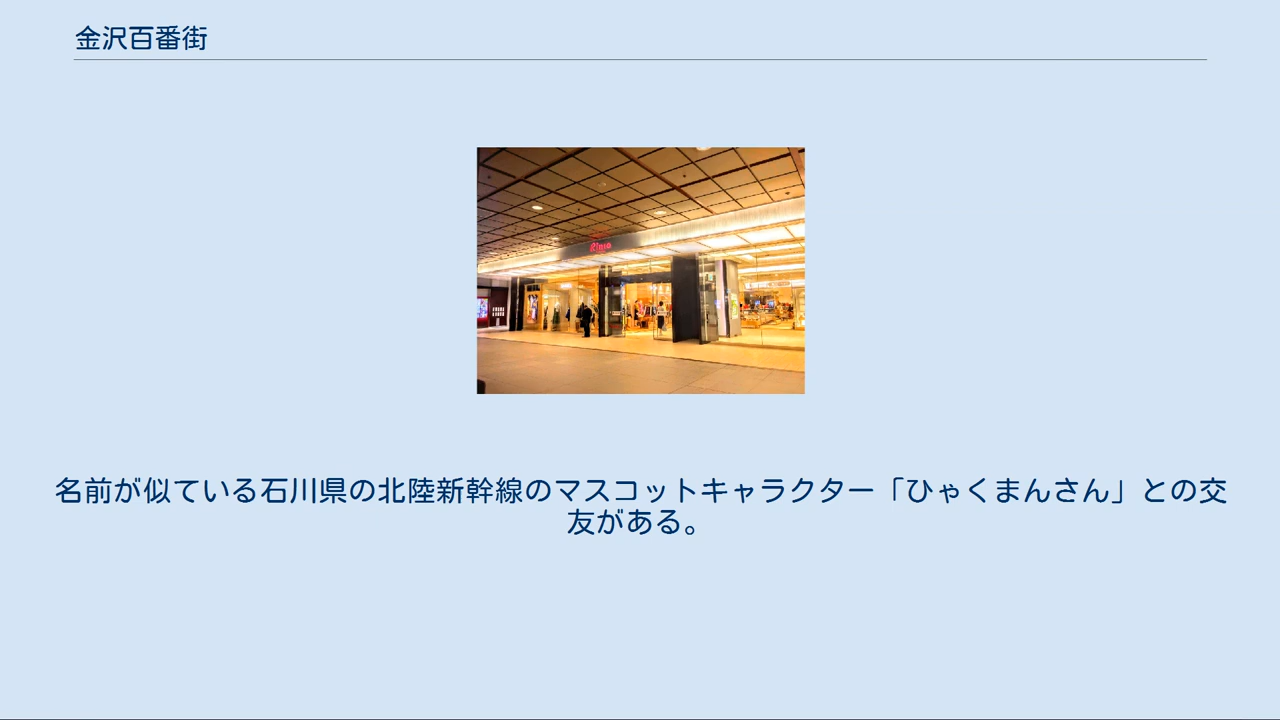 金沢百番街
Rinto
名前が似ている石川県の北陸新幹線のマスコットキャラクター「ひゃくまんさん」との交
友がある。